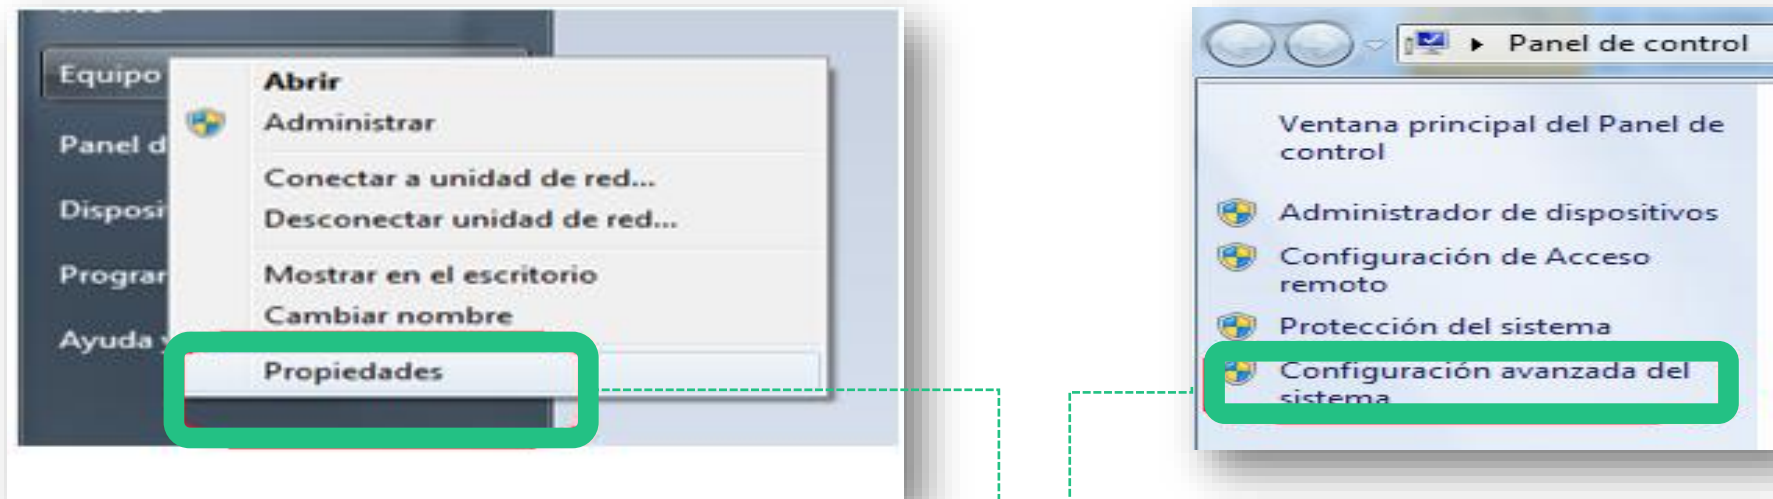 Equipo
Abrir
Administrar
Panel d
Conectar a unidad de red...
Disposi
Desconectar unidad de red...
Mostrar en el escritorio
Prograr
Cambiar nombre
Ayuda y
Propiedades
Panel de control
Ventana principal del Panel de
control
Administrador de dispositivos
Configuración de Acceso
remoto
Protección del sistema
Configuración avanzada del
sistema